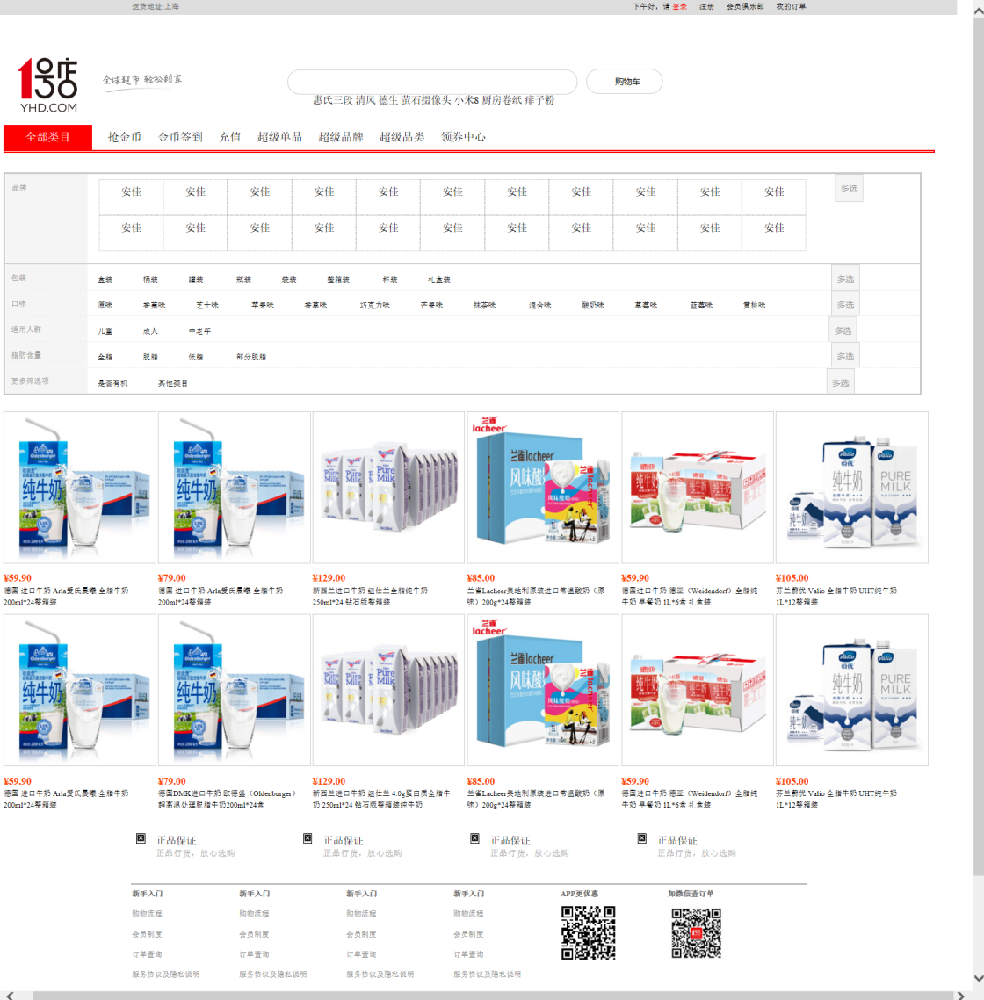 送货地址:上海
下午好，请 登录 注册 会员俱乐部 我的订单
1号店
YHD.COM
全球超市 轻松到家
购物车
惠氏三段 清风 德生 萤石摄像头 小米8 厨房卷纸 痱子粉
全部类目 抢金币 金币签到 充值 超级单品 超级品牌 超级品类 领券中心
品牌 安佳 安佳 安佳 安佳 安佳 安佳 安佳 安佳 安佳 安佳 安佳 多选
安佳 安佳 安佳 安佳 安佳 安佳 安佳 安佳 安佳 安佳 安佳
包装 盒装 桶装 罐装 瓶装 袋装 整箱装 杯装 礼盒装 多选
口味 原味 香蕉味 芝士味 苹果味 香草味 巧克力味 芒果味 抹茶味 混合味 酸奶味 草莓味 蓝莓味 黄桃味 多选
适用人群 儿童 成人 中老年 多选
脂肪含量 全脂 脱脂 低脂 部分脱脂 多选
更多筛选项 是否有机 其他类目 多选
Oldenburger
纯牛奶
Oldenburger
纯牛奶
Pure Milk
兰雀
lacheer
兰雀lacheer
风味酸
德亚
纯牛奶
Valio
蔚优
纯牛奶
PURE MILK
¥59.90 ¥79.00 ¥129.00 ¥85.00 ¥59.90 ¥105.00
德国 进口牛奶 Arla爱氏晨曦 全脂牛奶 德国 进口牛奶 Arla爱氏晨曦 全脂牛奶 新西兰进口牛奶 纽仕兰全脂纯牛奶 兰雀Lacheer奥地利原装进口常温酸奶（原 德国进口牛奶 德亚（Weidendorf）全脂纯 芬兰蔚优 Valio 全脂牛奶 UHT纯牛奶
200ml*24整箱装 200ml*24整箱装 250ml*24 钻石版整箱装 味）200g*24整箱装 牛奶 早餐奶 1L*6盒 礼盒装 1L*12整箱装
Oldenburger
纯牛奶
Oldenburger
纯牛奶
Pure Milk
兰雀
lacheer
兰雀lacheer
风味酸
德亚
纯牛奶
Valio
蔚优
纯牛奶
PURE MILK
¥59.90 ¥79.00 ¥129.00 ¥85.00 ¥59.90 ¥105.00
德国 进口牛奶 Arla爱氏晨曦 全脂牛奶 德国DMK进口牛奶 欧德堡（Oldenburger） 新西兰进口牛奶 纽仕兰 4.0g蛋白质全脂牛 兰雀Lacheer奥地利原装进口常温酸奶（原 德国进口牛奶 德亚（Weidendorf）全脂纯 芬兰蔚优 Valio 全脂牛奶 UHT纯牛奶
200ml*24整箱装 超高温处理脱脂牛奶200ml*24盒 奶 250ml*24 钻石版整箱装纯牛奶 味）200g*24整箱装 牛奶 早餐奶 1L*6盒 礼盒装 1L*12整箱装
正品保证 正品保证 正品保证 正品保证
正品行货，放心选购 正品行货，放心选购 正品行货，放心选购 正品行货，放心选购
新手入门 新手入门 新手入门 新手入门 APP更优惠 加微信查订单
购物流程 购物流程 购物流程 购物流程
会员制度 会员制度 会员制度 会员制度
订单查询 订单查询 订单查询 订单查询
服务协议及隐私说明 服务协议及隐私说明 服务协议及隐私说明 服务协议及隐私说明